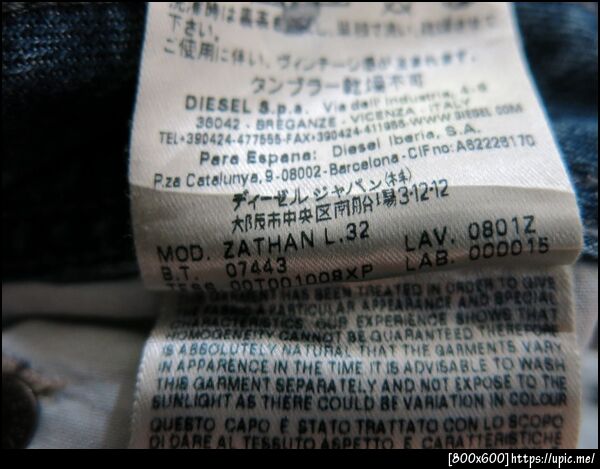 下さい。
ご使用に伴い、ヴィンテージ感が生まれます。
タンブラー乾燥不可
DIESEL S.p.a. Via dell'Industria, 4-6
36042 - BREGANZE - VICENZA - ITALY
TEL+390424-477555-FAX+390424-411955 WWW.DIESEL.COM
Para Espana: Diesel Iberia, S.A.
P.za Catalunya, 9-08002-Barcelona - CIFno:A62228170
ディーゼル ジャパン(株)
大阪市中央区南船場3-12-12
MOD. ZATHAN L.32 LAV. 0801Z
B.T. 07443 LAB. 000015
TESS. 00T001008XP
THIS GARMENT HAS BEEN TREATED IN ORDER TO GIVE
A PARTICULAR APPEARANCE AND SPECIAL
OUR EXPERIENCE SHOWS THAT
HOMOGENEITY CANNOT BE GUARANTEED THEREFORE
IS ABSOLUTELY NATURAL THAT THE GARMENTS VARY
IN APPARENCE IN THE TIME IT IS ADVISABLE TO WASH
THIS GARMENT SEPARATELY AND NOT EXPOSE TO THE
SUNLIGHT AS THERE COULD BE VARIATION IN COLOUR
QUESTO CAPO È STATO TRATTATO CON LO SCOPO
DI DARE AL TESSUTO ASPETTO E CARATTERISTICHE
[800x600]https://upic.me/